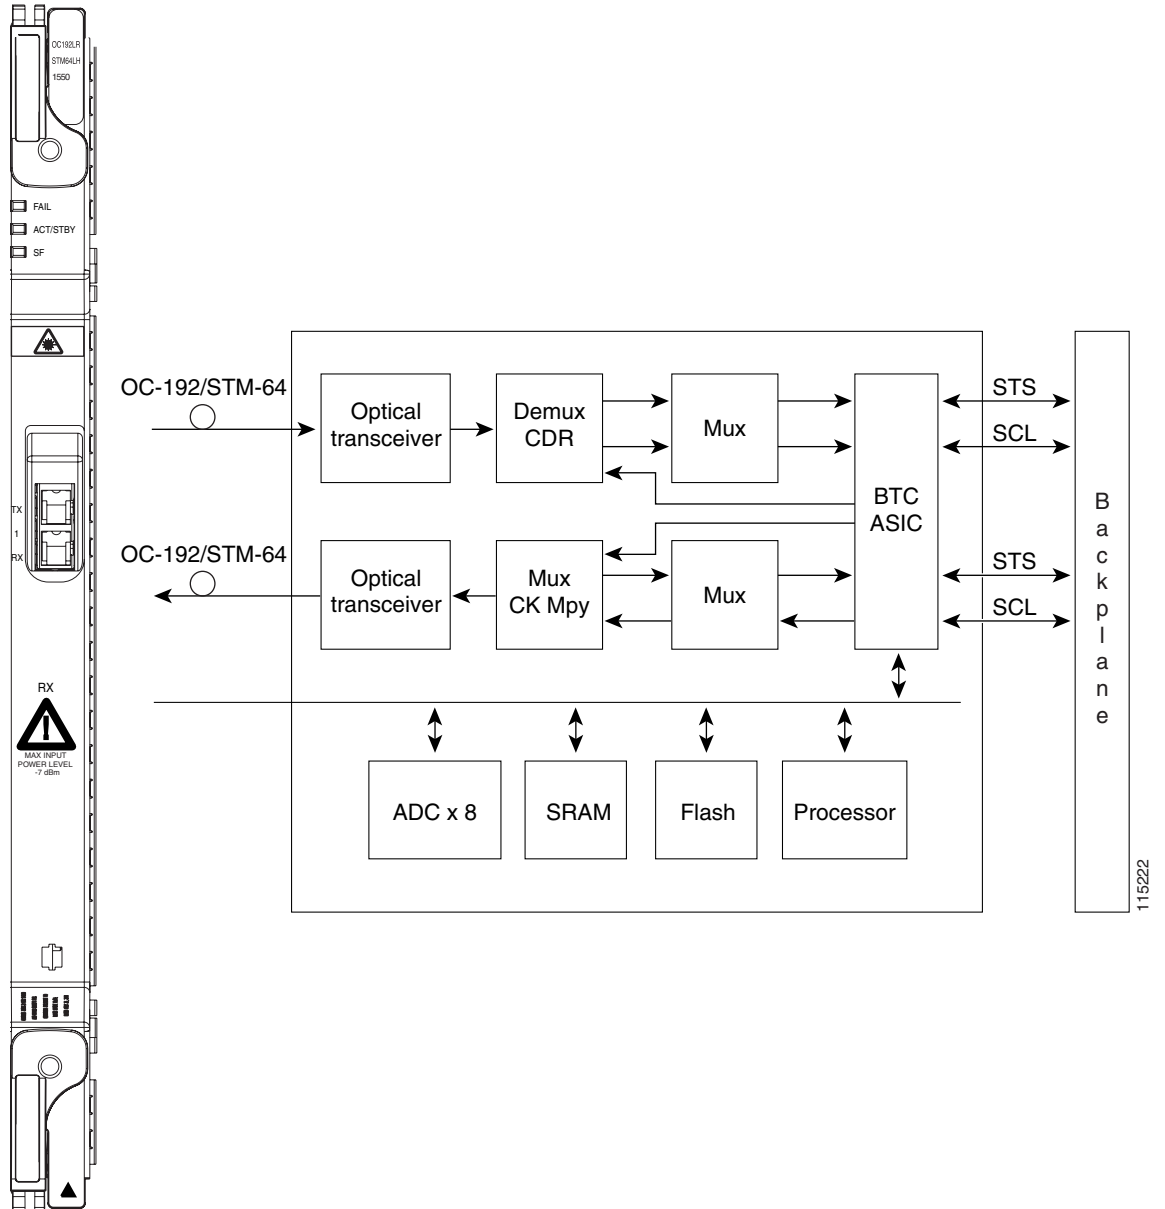 OC192LR
STM64LH
1550
FAIL
ACT/STBY
SF
TX
1
RX
RX
MAX INPUT
POWER LEVEL
-7 dBm
OC-192/STM-64
Optical
transceiver
Demux
CDR
Mux
BTC
ASIC
STS
SCL
OC-192/STM-64
Optical
transceiver
Mux
CK Mpy
Mux
STS
SCL
Backplane
ADC x 8
SRAM
Flash
Processor
115222